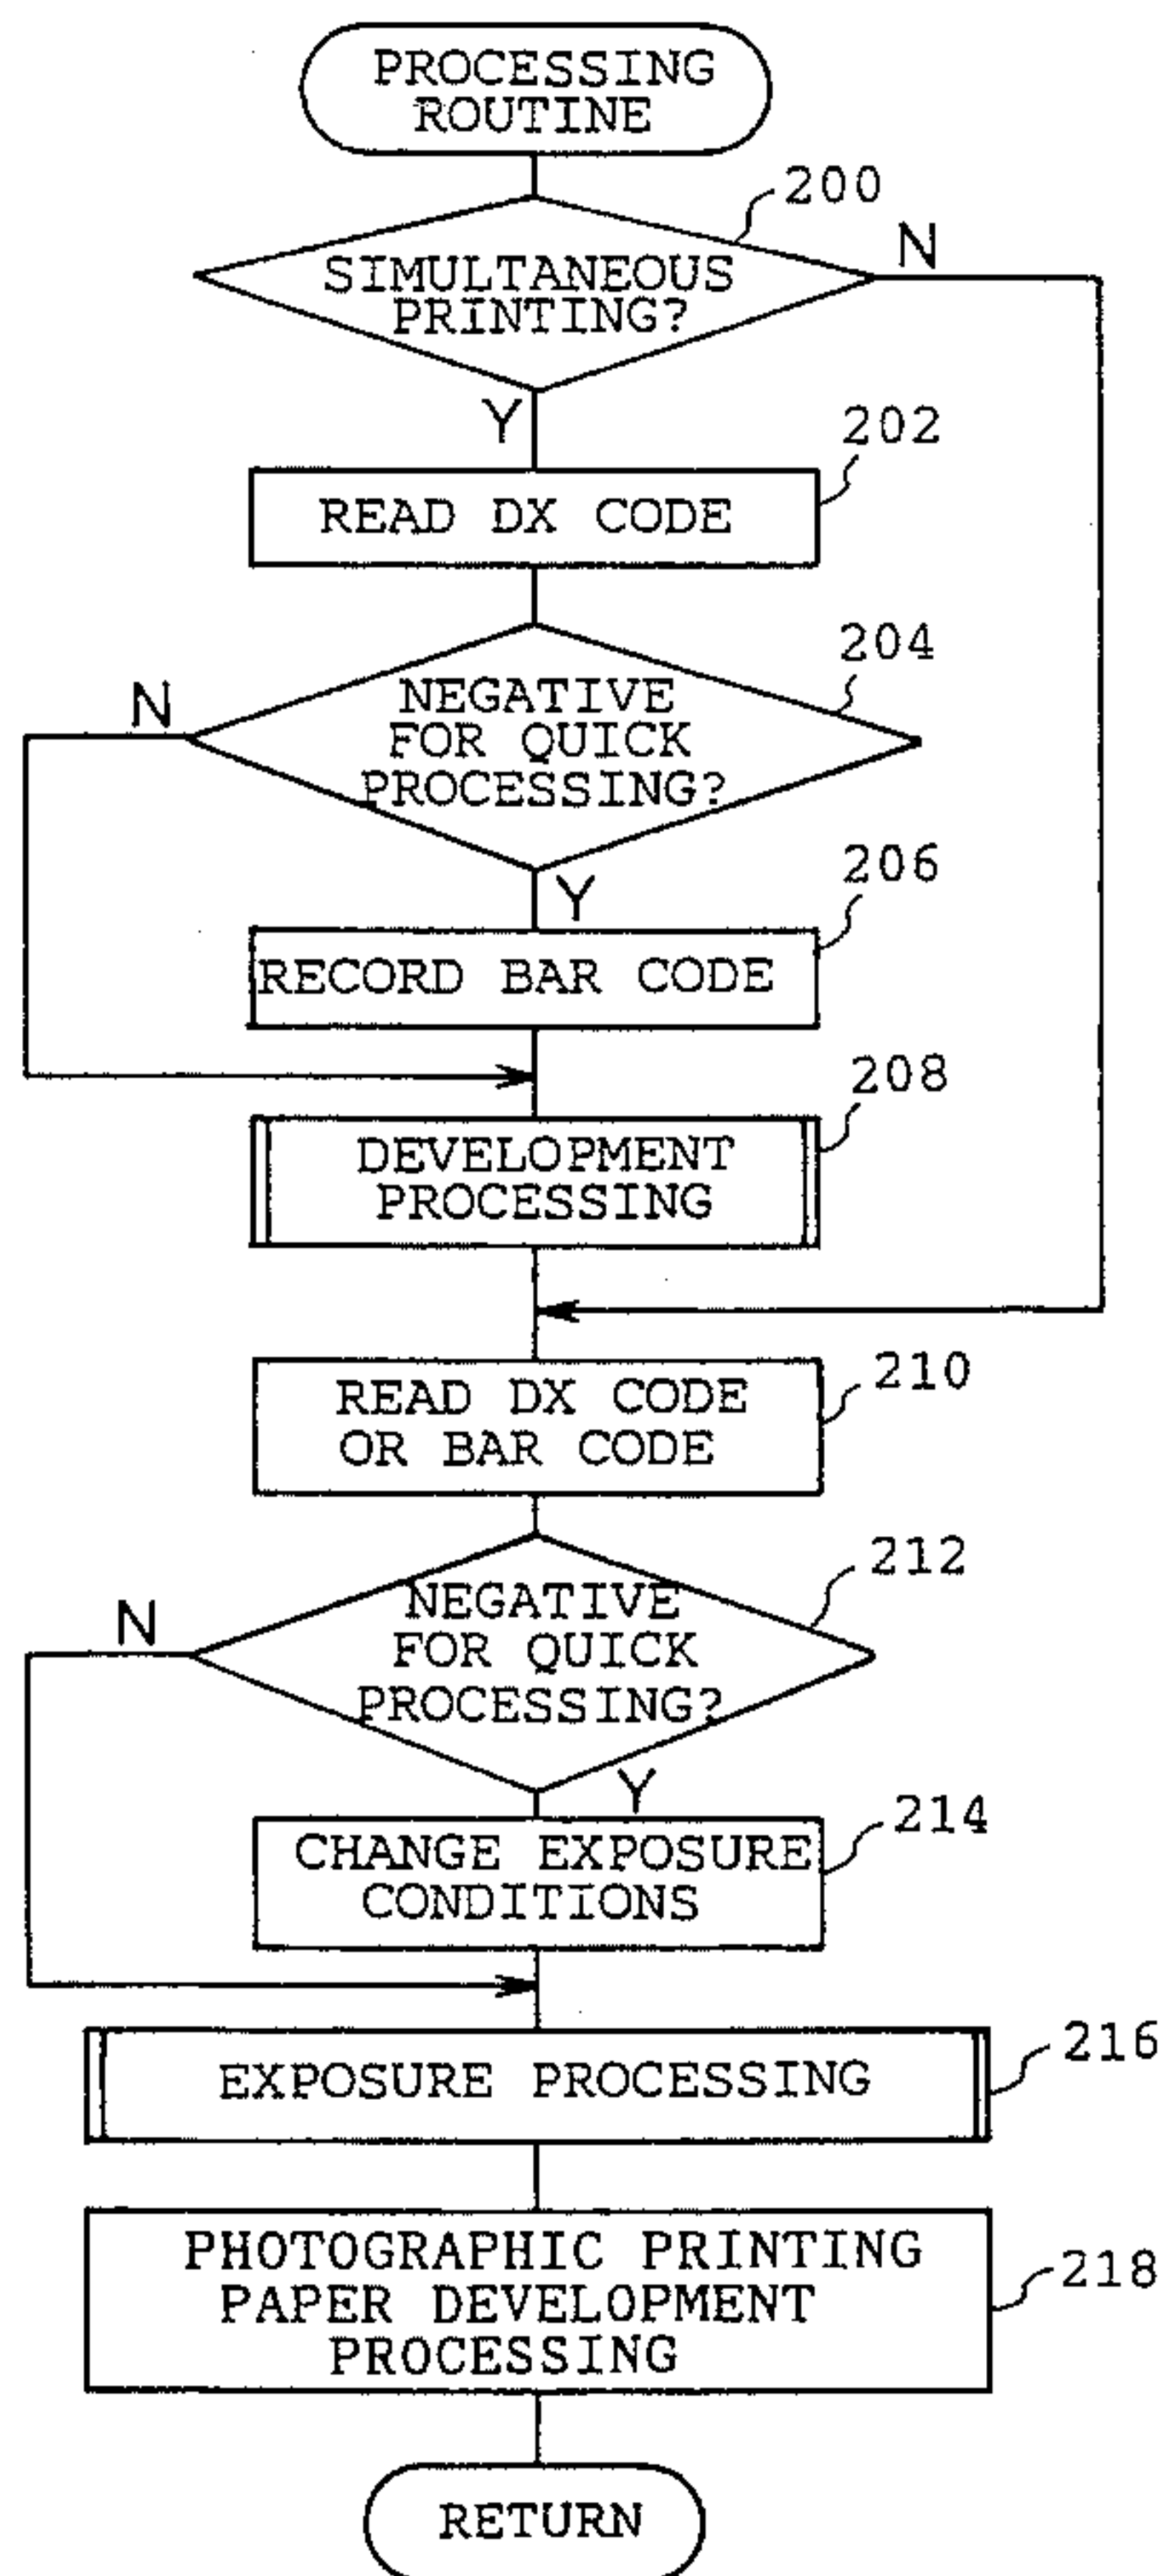 PROCESSING
ROUTINE
200
N
SIMULTANEOUS
PRINTING?
Y
202
READ DX CODE
204
N
NEGATIVE
FOR QUICK
PROCESSING?
206
Y
RECORD BAR CODE
208
DEVELOPMENT
PROCESSING
210
READ DX CODE
OR BAR CODE
212
N
NEGATIVE
FOR QUICK
PROCESSING?
Y
214
CHANGE EXPOSURE
CONDITIONS
216
EXPOSURE PROCESSING
218
PHOTOGRAPHIC PRINTING
PAPER DEVELOPMENT
PROCESSING
RETURN